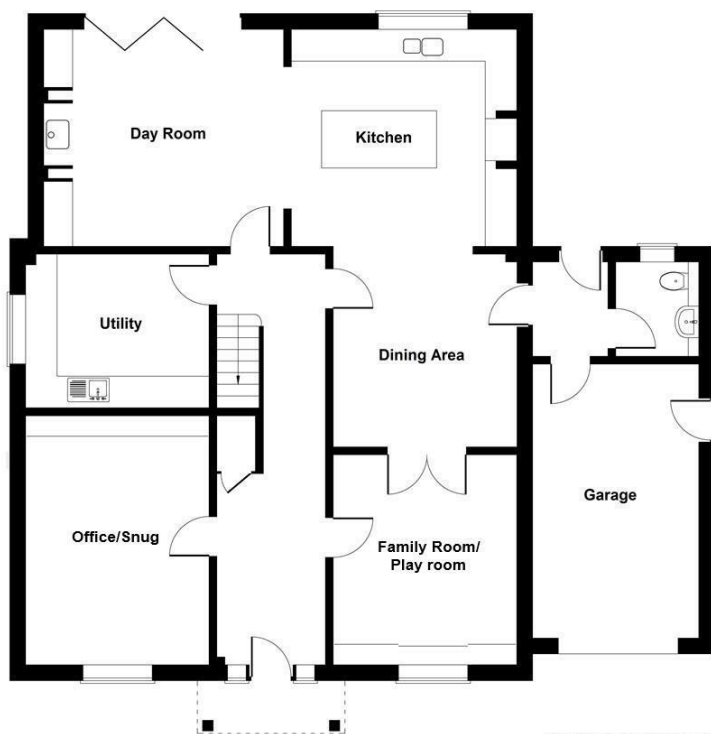 Day Room
Kitchen
Utility
Dining Area
Garage
Office/Snug
Family Room/
Play room